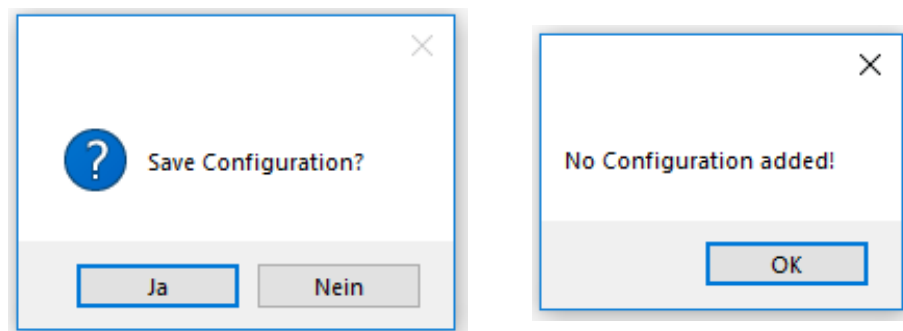 Save Configuration?
Ja Nein
No Configuration added!
OK